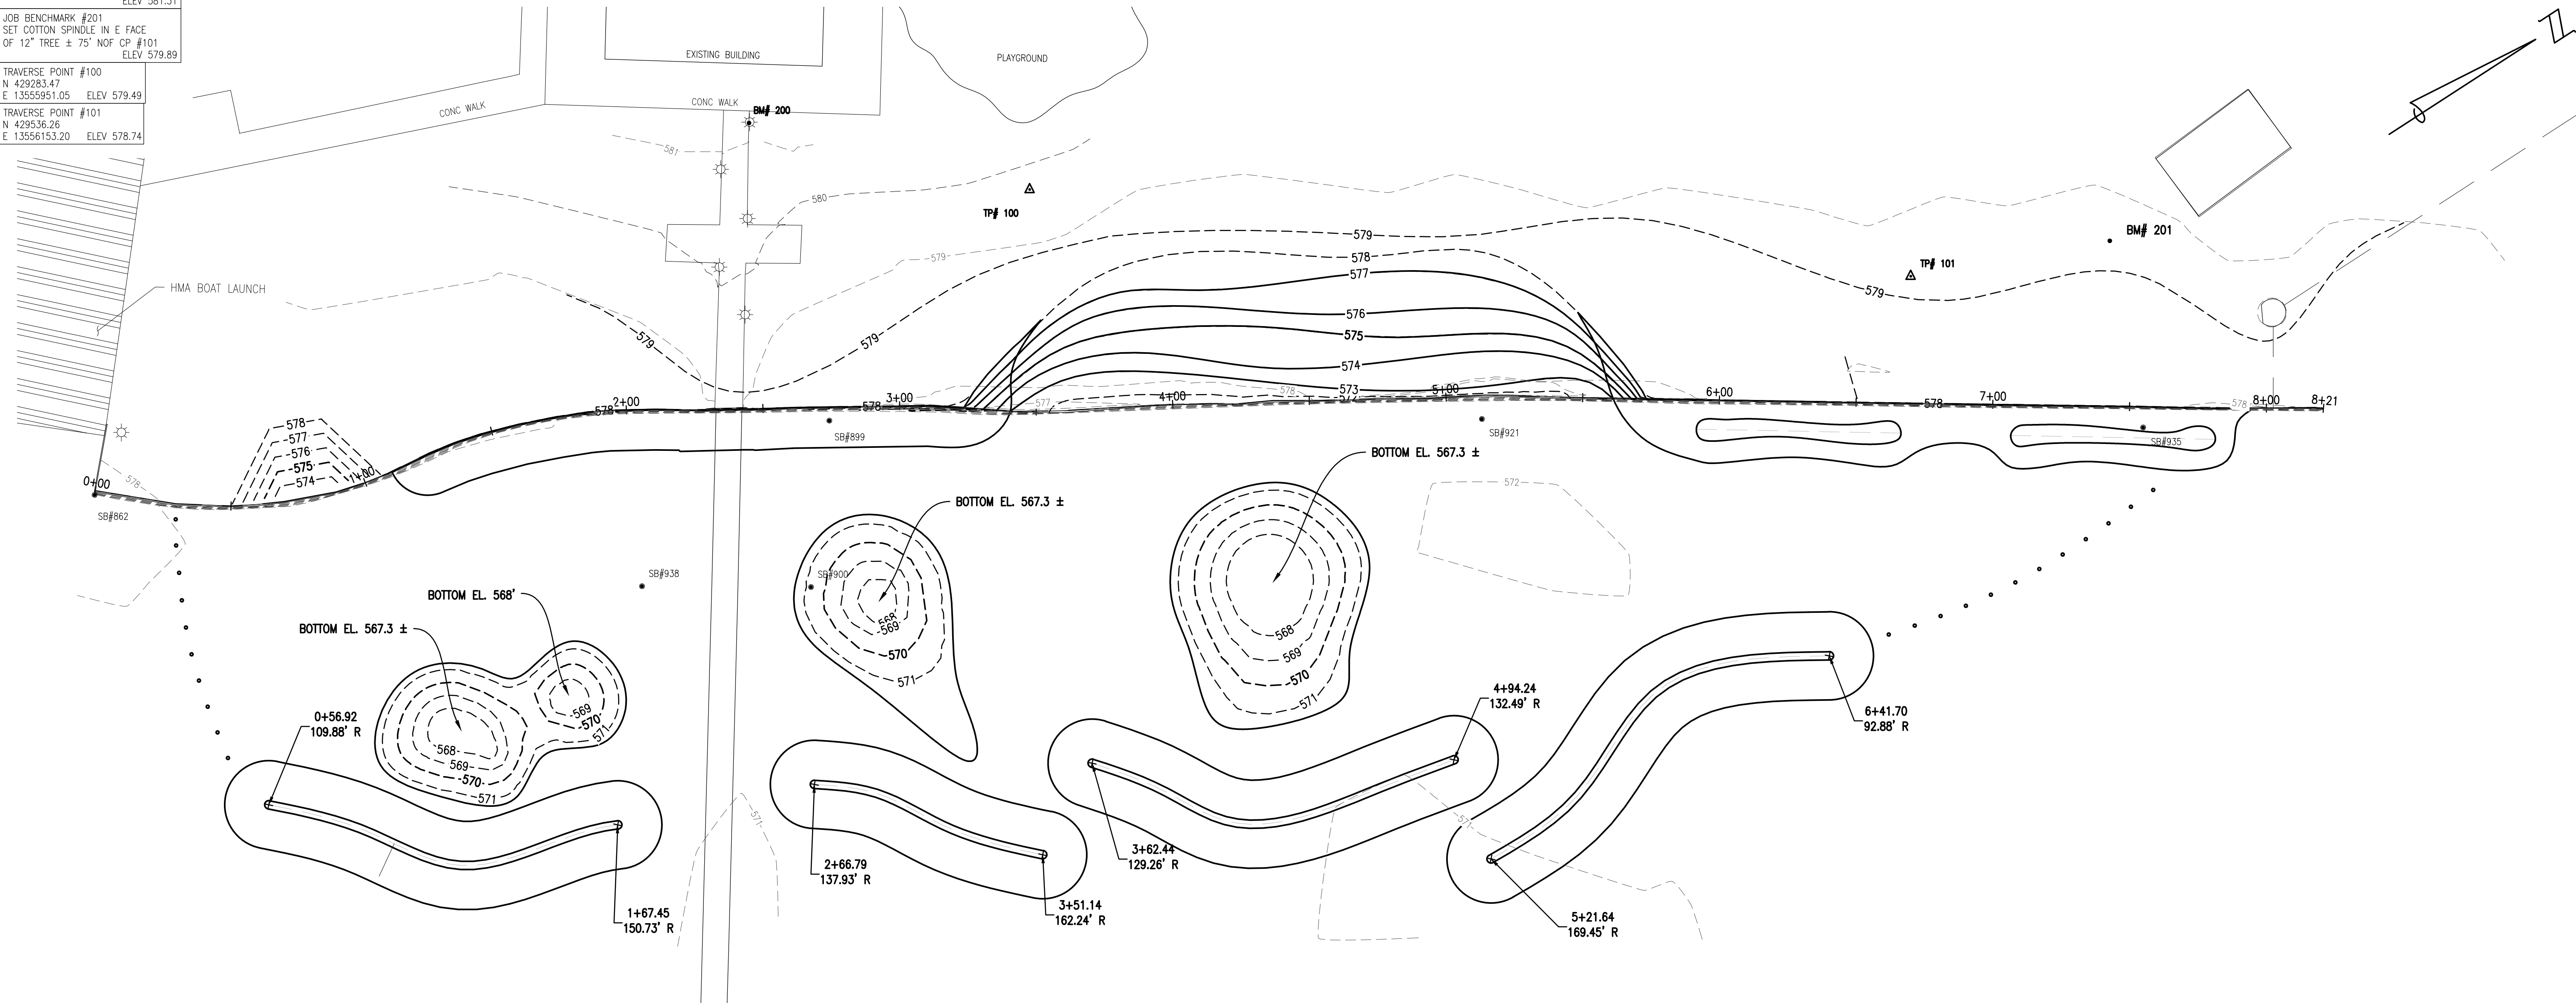 ELEV 581.51
JOB BENCHMARK #201
SET COTTON SPINDLE IN E FACE
OF 12" TREE ± 75' NOF CP #101
ELEV 579.89
TRAVERSE POINT #100
N 429283.47
E 13555951.05 ELEV 579.49
TRAVERSE POINT #101
N 429536.26
E 13556153.20 ELEV 578.74
EXISTING BUILDING
PLAYGROUND
CONC WALK
CONC WALK
BM# 200
581
580
TP# 100
579
579
578
577
576
575
574
573
579
BM# 201
TP# 101
579
HMA BOAT LAUNCH
579
579
578
577
576
575
574
1+00
578
0+00
SB#862
2+00
578
3+00
578
577
4+00
578
5+00
6+00
7+00
578
578
8+00
8+21
SB#899
SB#921
SB#935
BOTTOM EL. 567.3 ±
BOTTOM EL. 567.3 ±
572
SB#938
SB#900
BOTTOM EL. 568'
BOTTOM EL. 567.3 ±
568
569
570
571
568
569
570
571
569
570
571
568
569
570
571
0+56.92
109.88' R
1+67.45
150.73' R
2+66.79
137.93' R
3+51.14
162.24' R
3+62.44
129.26' R
4+94.24
132.49' R
5+21.64
169.45' R
6+41.70
92.88' R
571
571